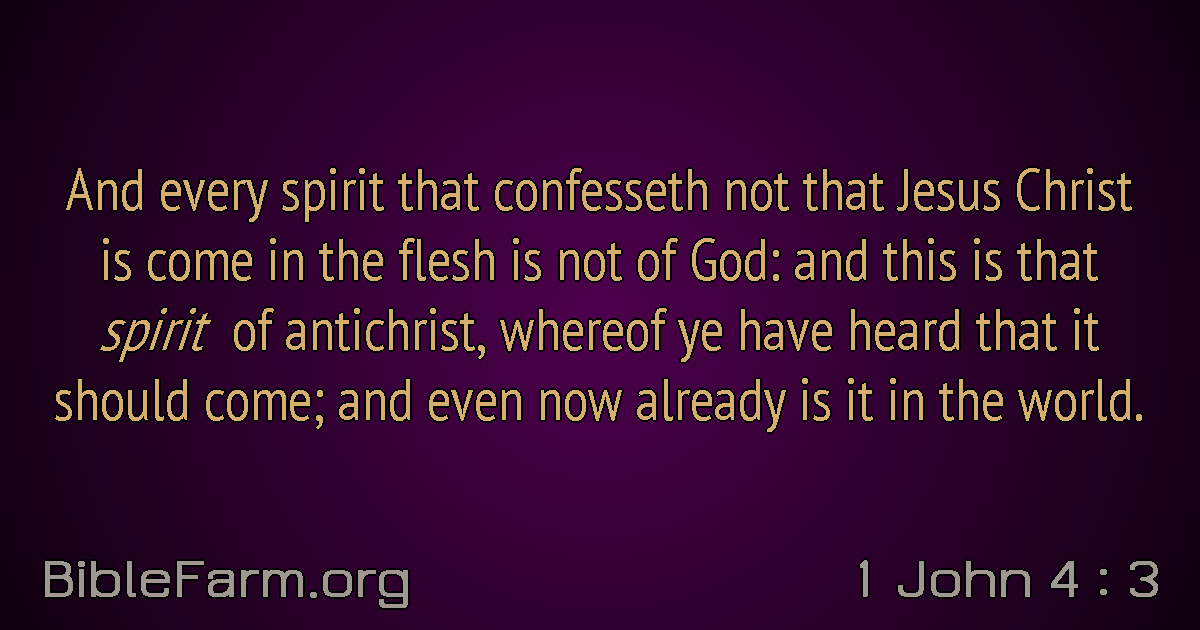 And every spirit that confesseth not that Jesus Christ
is come in the flesh is not of God: and this is that
spirit of antichrist, whereof ye have heard that it
should come; and even now already is it in the world.
BibleFarm.org
1 John 4 : 3